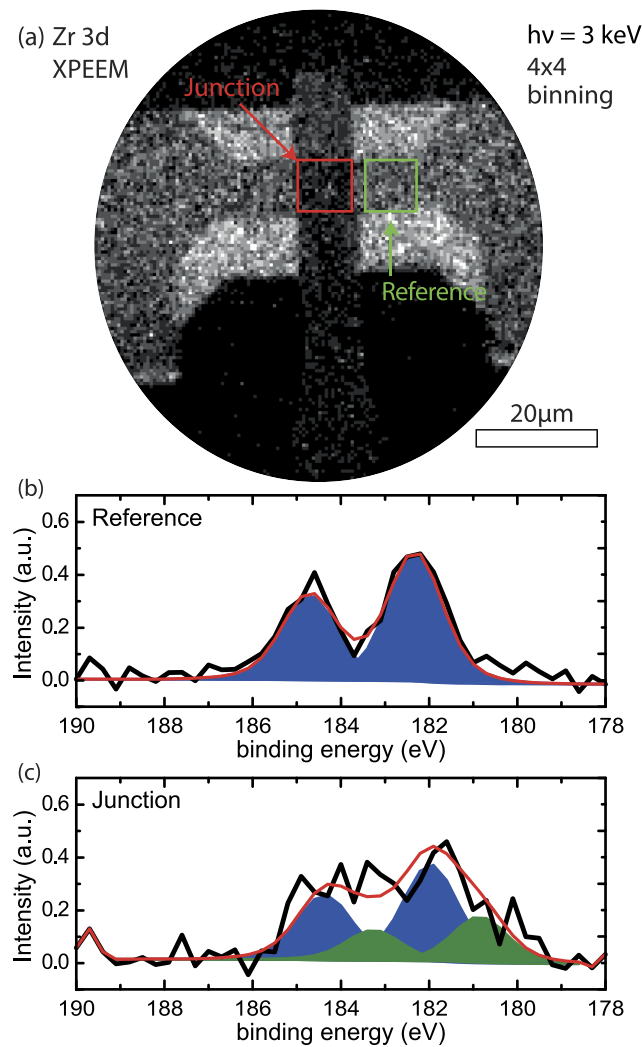 (a) Zr 3d
XPEEM
hν = 3 keV
4x4
binning
Junction
Reference
20μm
(b)
Reference
Intensity (a.u.)
0.6
0.4
0.2
0.0
190 188 186 184 182 180 178
binding energy (eV)
(c)
Junction
Intensity (a.u.)
0.6
0.4
0.2
0.0
190 188 186 184 182 180 178
binding energy (eV)